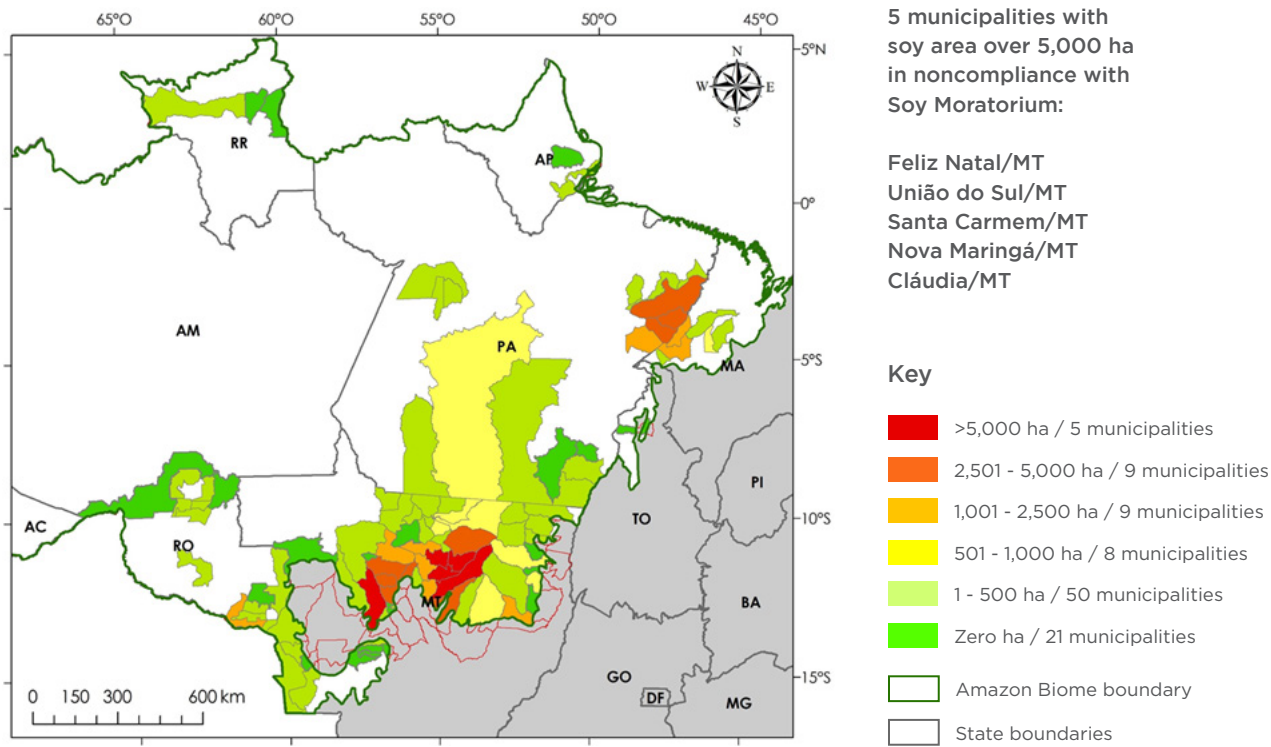 65°O 60°O 55°O 50°O 45°O
5°N
N
W E
S
RR
AP
0°
AM
PA
5°S
MA
PI
AC
RO
TO
10°S
MT
BA
15°S
GO
DF
MG
0 150 300 600 km
5 municipalities with
soy area over 5,000 ha
in noncompliance with
Soy Moratorium:
Feliz Natal/MT
União do Sul/MT
Santa Carmem/MT
Nova Maringá/MT
Cláudia/MT
Key
>5,000 ha / 5 municipalities
2,501 - 5,000 ha / 9 municipalities
1,001 - 2,500 ha / 9 municipalities
501 - 1,000 ha / 8 municipalities
1 - 500 ha / 50 municipalities
Zero ha / 21 municipalities
Amazon Biome boundary
State boundaries